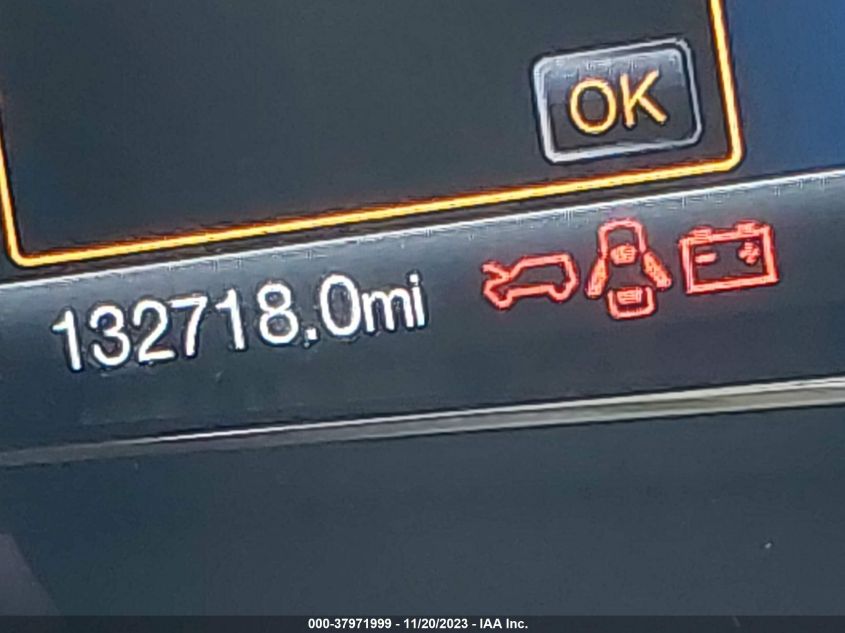 OK
132718.0mi
000-37971999 - 11/20/2023 - IAA Inc.